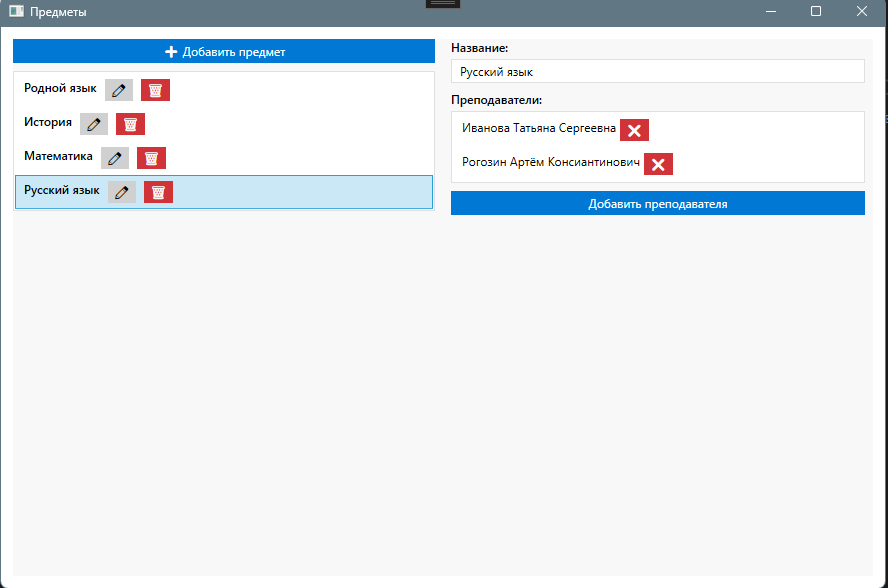 Предметы
Добавить предмет
Родной язык
История
Математика
Русский язык
Название:
Русский язык
Преподаватели:
Иванова Татьяна Сергеевна
Рогозин Артём Консиантинович
Добавить преподавателя